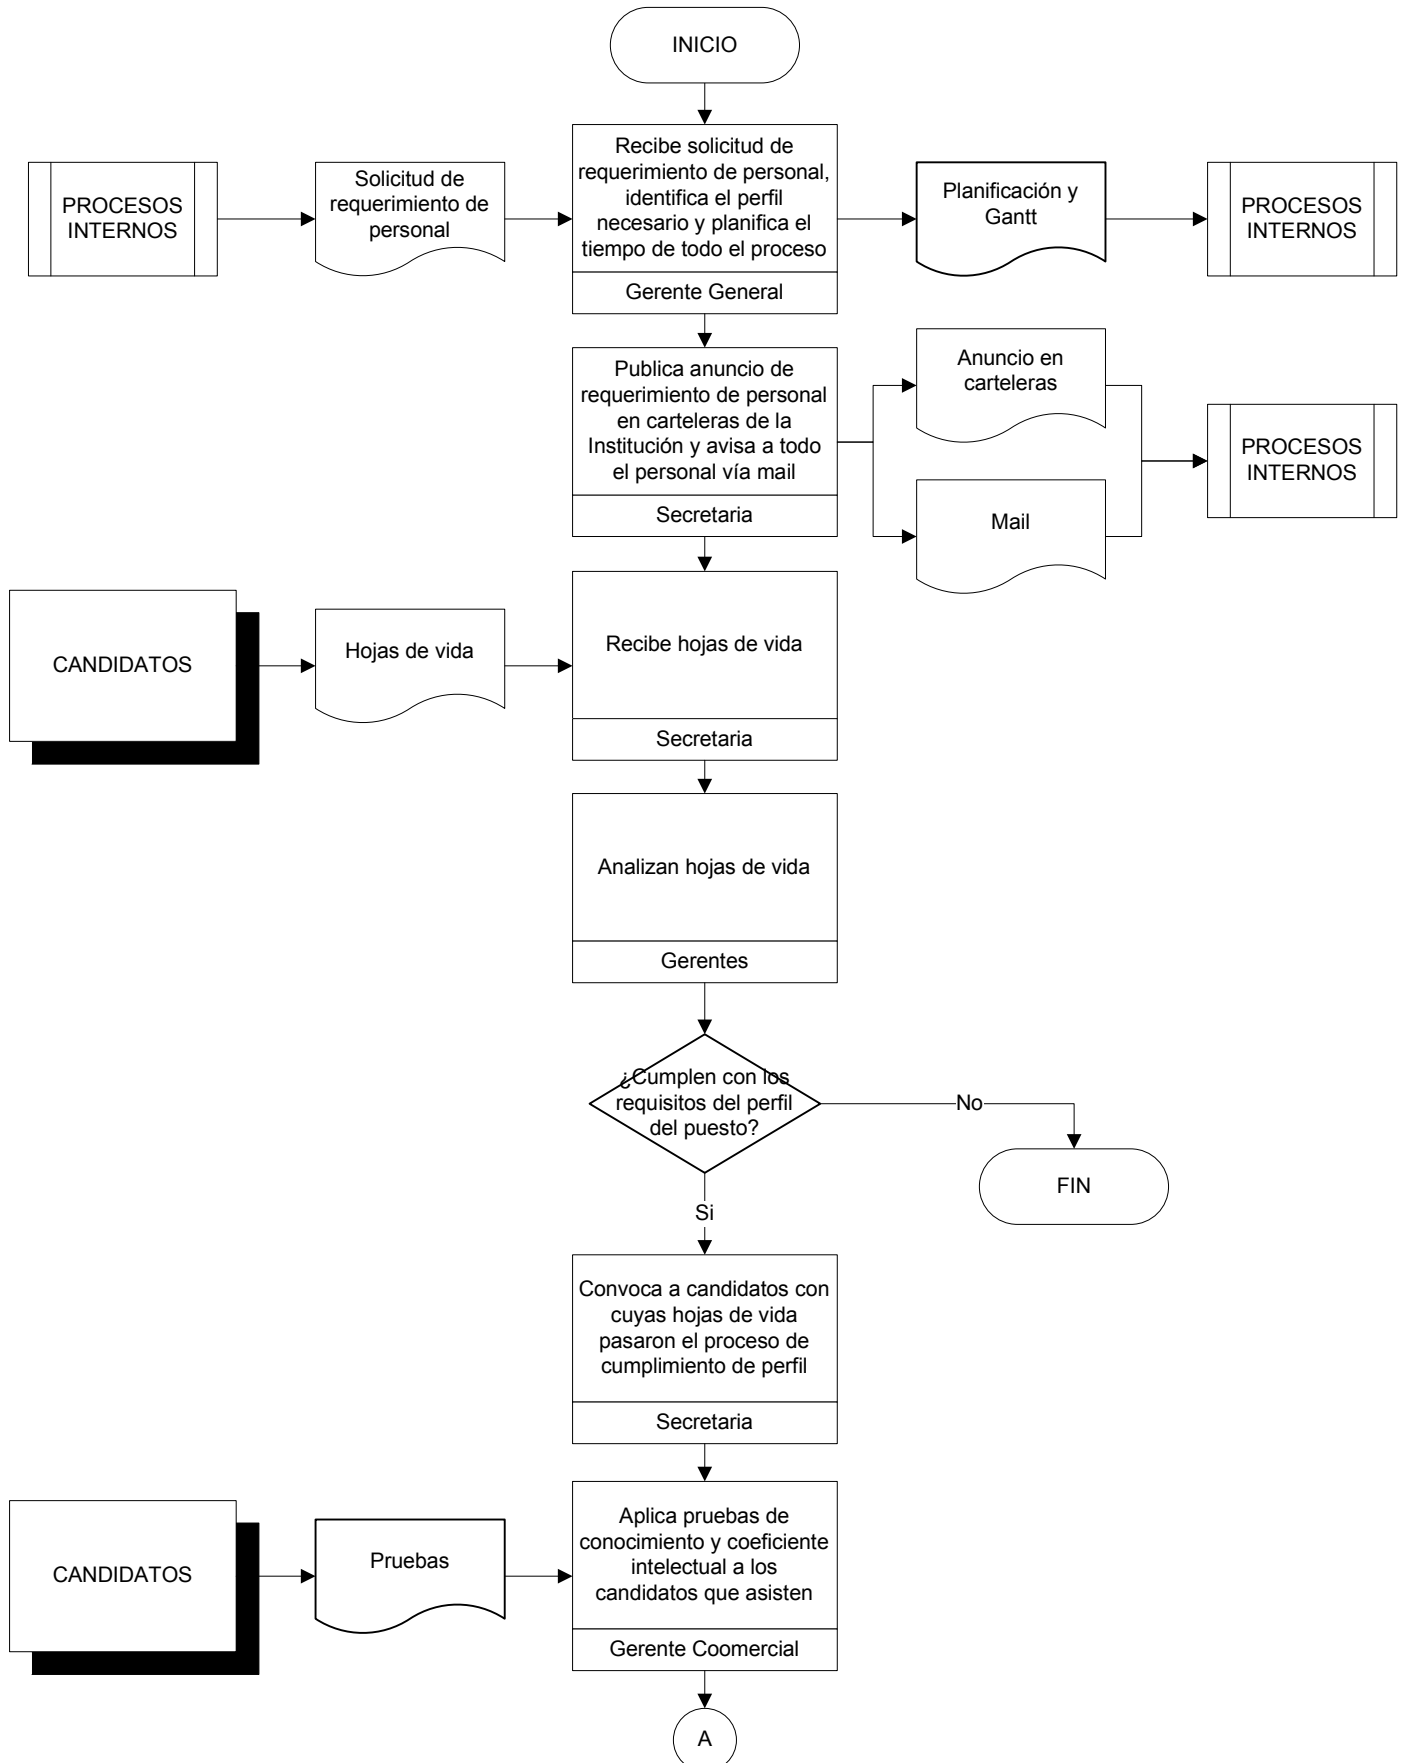 INICIO
PROCESOS
INTERNOS
Solicitud de
requerimiento de
personal
Recibe solicitud de
requerimiento de personal,
identifica el perfil
necesario y planifica el
tiempo de todo el proceso
Gerente General
Planificación y
Gantt
PROCESOS
INTERNOS
Publica anuncio de
requerimiento de personal
en carteleras de la
Institución y avisa a todo
el personal vía mail
Secretaria
Anuncio en
carteleras
Mail
PROCESOS
INTERNOS
CANDIDATOS
Hojas de vida
Recibe hojas de vida
Secretaria
Analizan hojas de vida
Gerentes
¿Cumplen con los
requisitos del perfil
del puesto?
No
FIN
Si
Convoca a candidatos con
cuyas hojas de vida
pasaron el proceso de
cumplimiento de perfil
Secretaria
CANDIDATOS
Pruebas
Aplica pruebas de
conocimiento y coeficiente
intelectual a los
candidatos que asisten
Gerente Coomercial
A